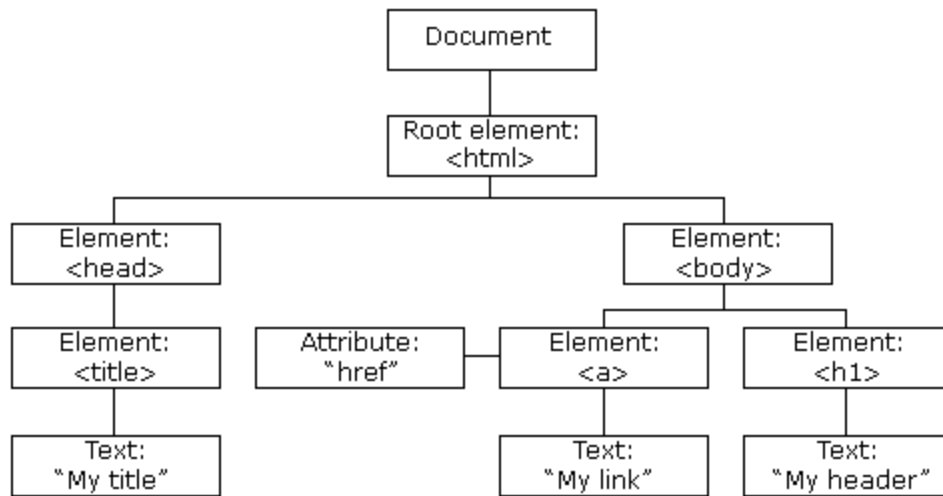 Document
Root element:
<html>
Element:
<head>
Element:
<body>
Element:
<title>
Attribute:
“href”
Element:
<a>
Element:
<h1>
Text:
“My title”
Text:
“My link”
Text:
“My header”